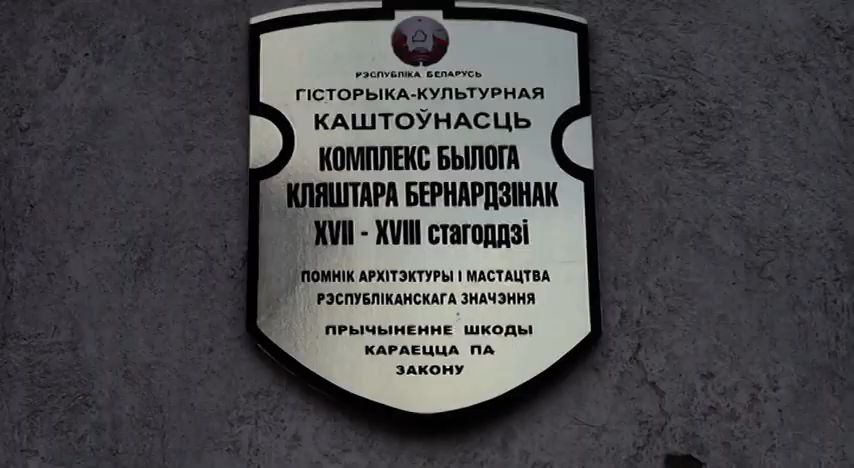 РЭСПУБЛІКА БЕЛАРУСЬ
ГІСТОРЫКА-КУЛЬТУРНАЯ
КАШТОЎНАСЦЬ
КОМПЛЕКС БЫЛОГА
КЛЯШТАРА БЕРНАРДЗІНАК
XVII - XVIII стагоддзі
ПОМНІК АРХІТЭКТУРЫ І МАСТАЦТВА
РЭСПУБЛІКАНСКАГА ЗНАЧЭННЯ
ПРЫЧЫНЕННЕ ШКОДЫ
КАРАЕЦЦА ПА
ЗАКОНУ